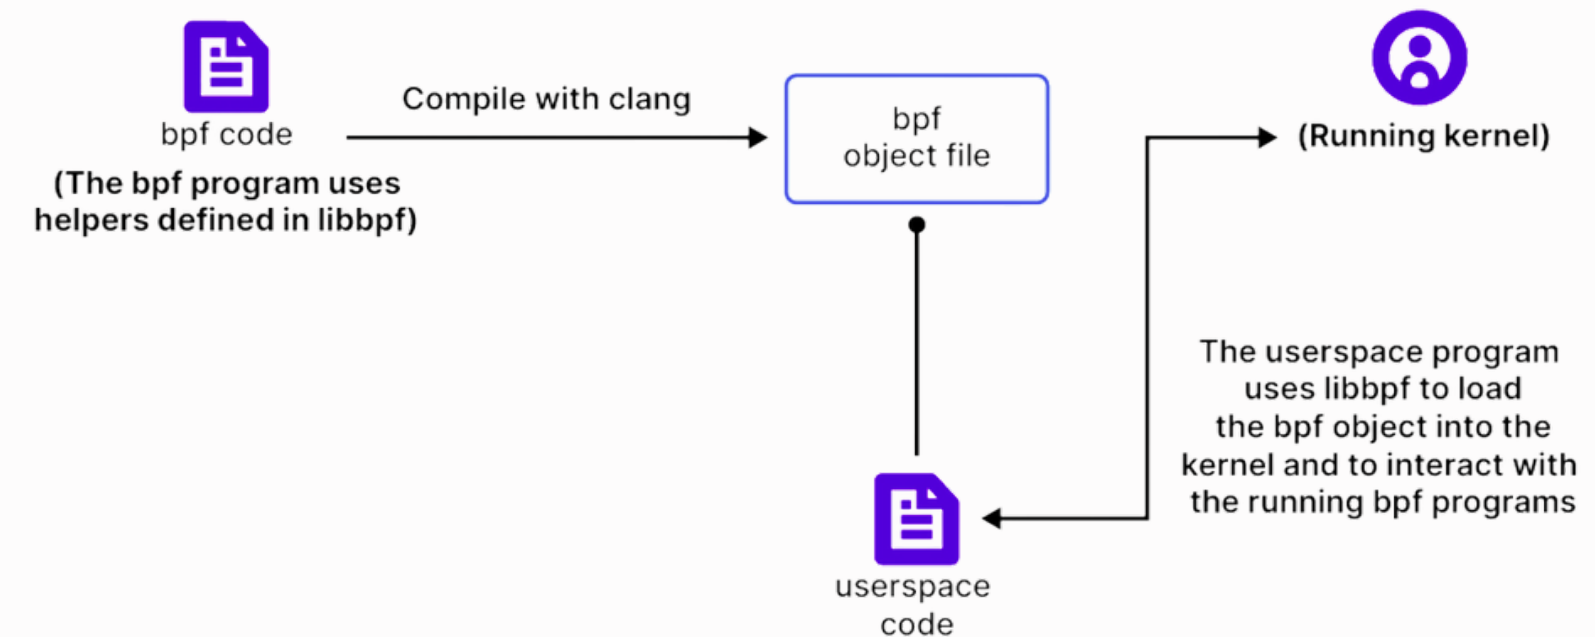 bpf code
(The bpf program uses
helpers defined in libbpf)
Compile with clang
bpf
object file
(Running kernel)
The userspace program
uses libbpf to load
the bpf object into the
kernel and to interact with
the running bpf programs
userspace
code